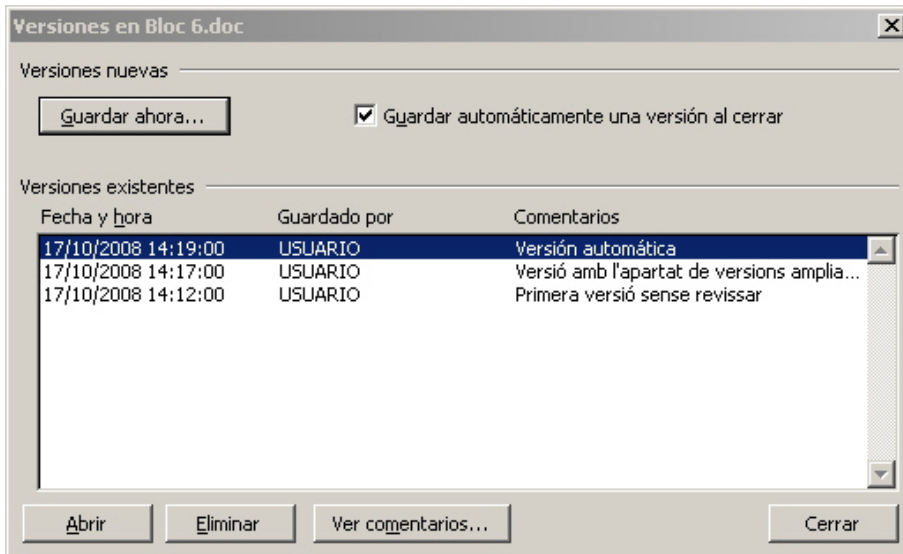 Versiones en Bloc 6.doc
Versiones nuevas
Guardar ahora...
Guardar automáticamente una versión al cerrar
Versiones existentes
Fecha y hora Guardado por Comentarios
17/10/2008 14:19:00 USUARIO Versión automática
17/10/2008 14:17:00 USUARIO Versió amb l'apartat de versions amplia...
17/10/2008 14:12:00 USUARIO Primera versió sense revissar
Abrir Eliminar Ver comentarios... Cerrar